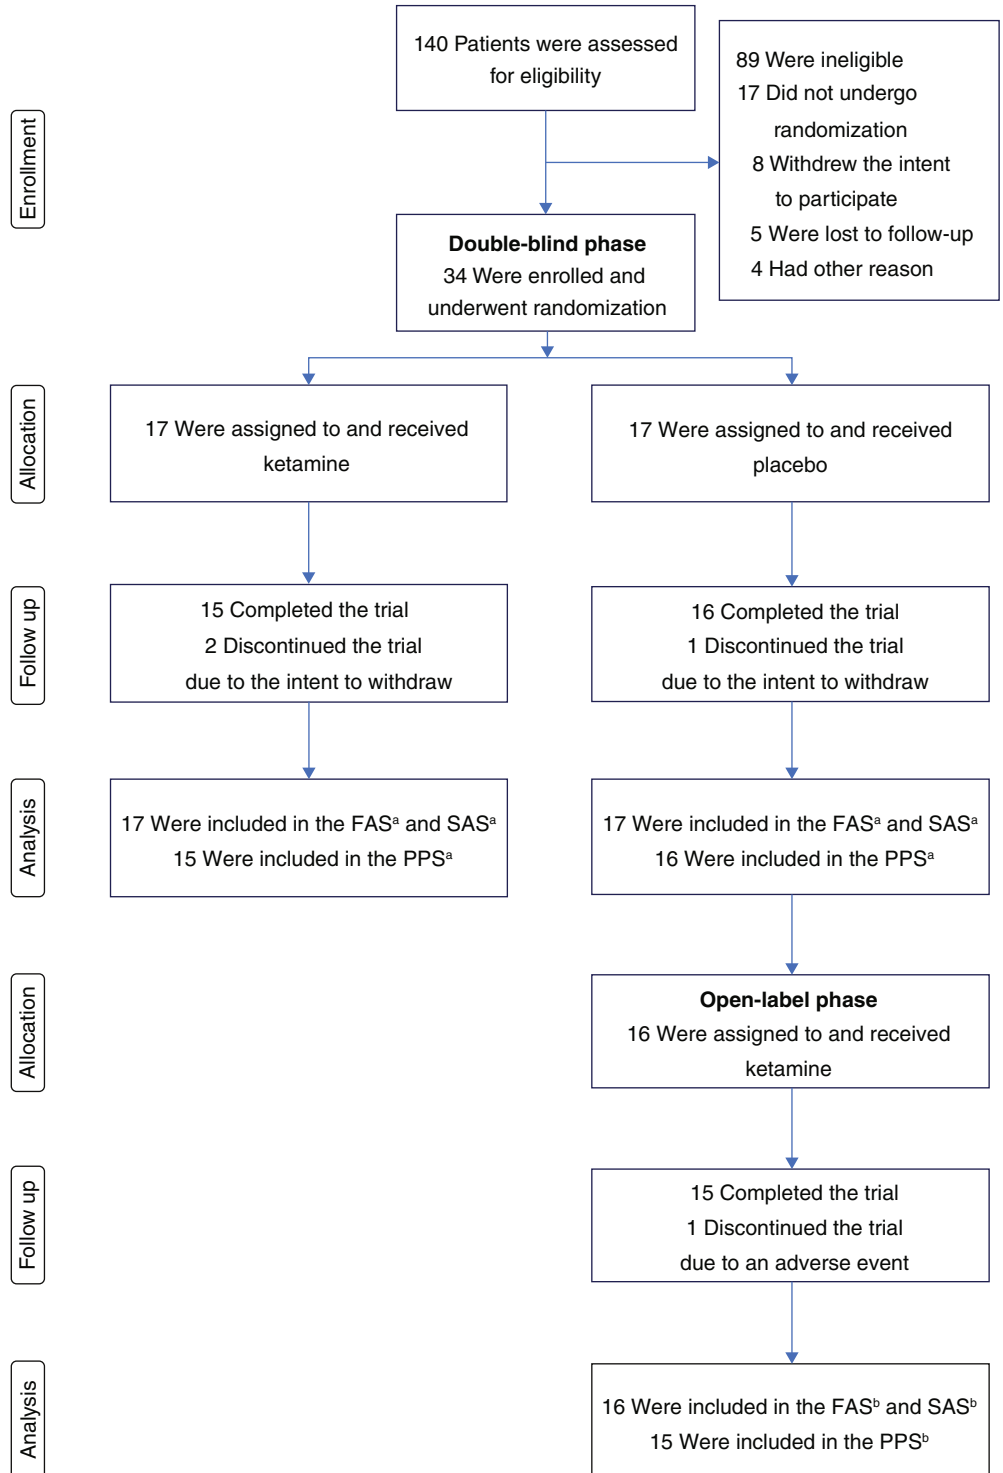 140 Patients were assessed
for eligibility
89 Were ineligible
17 Did not undergo
randomization
8 Withdrew the intent
to participate
5 Were lost to follow-up
4 Had other reason
Enrollment
Double-blind phase
34 Were enrolled and
underwent randomization
Allocation
17 Were assigned to and received
ketamine
17 Were assigned to and received
placebo
Follow up
15 Completed the trial
2 Discontinued the trial
due to the intent to withdraw
16 Completed the trial
1 Discontinued the trial
due to the intent to withdraw
Analysis
17 Were included in the FASᵃ and SASᵃ
15 Were included in the PPSᵃ
17 Were included in the FASᵃ and SASᵃ
16 Were included in the PPSᵃ
Allocation
Open-label phase
16 Were assigned to and received
ketamine
Follow up
15 Completed the trial
1 Discontinued the trial
due to an adverse event
Analysis
16 Were included in the FASᵇ and SASᵇ
15 Were included in the PPSᵇ